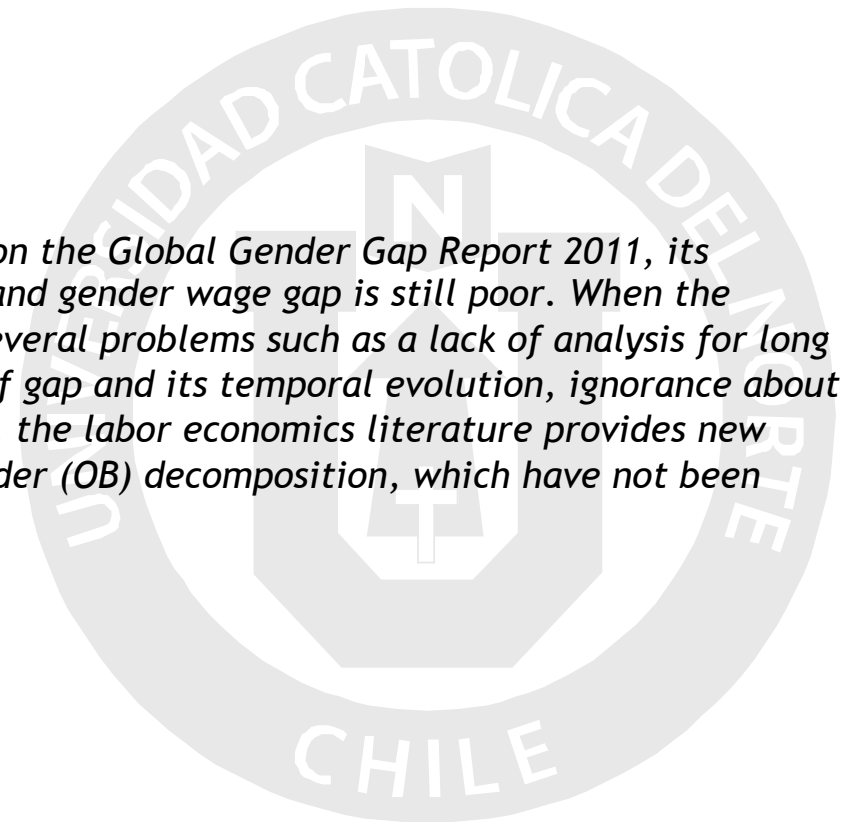 UNIVERSIDAD CATOLICA DEL NORTE
N
on the Global Gender Gap Report 2011, its
and gender wage gap is still poor. When the
everal problems such as a lack of analysis for long
f gap and its temporal evolution, ignorance about
, the labor economics literature provides new
der (OB) decomposition, which have not been
T
CHILE